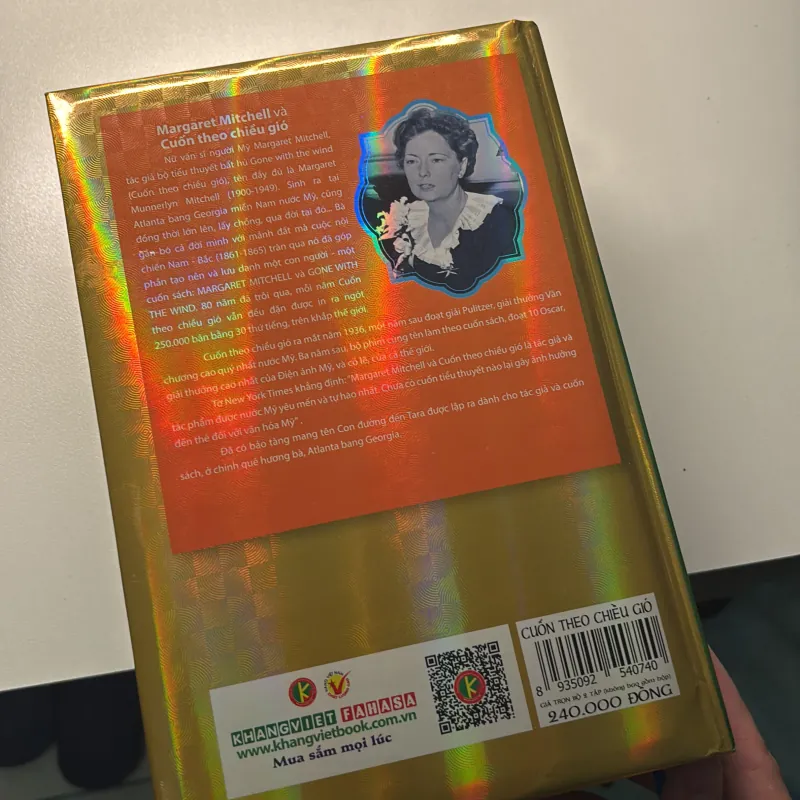 Margaret Mitchell và
Cuốn theo chiều gió
Nữ văn sĩ người Mỹ Margaret Mitchell,
tác giả bộ tiểu thuyết bất hủ Gone with the wind
(Cuốn theo chiều gió), tên đầy đủ là Margaret
Munnerlyn Mitchell (1900-1949). Sinh ra tại
Atlanta bang Georgia miền Nam nước Mỹ, cũng
đồng thời lớn lên, lấy chồng, qua đời tại đó... Bà
gắn bó cả đời mình với mảnh đất mà cuộc nội
chiến Nam - Bắc (1861-1865) tràn qua nó đã góp
phần tạo nên và lưu danh một con người - một
cuốn sách: MARGARET MITCHELL và GONE WITH
THE WIND. 80 năm đã trôi qua, mỗi năm Cuốn
theo chiều gió vẫn đều đặn được in ra ngót
250.000 bản bằng 30 thứ tiếng, trên khắp thế giới.
Cuốn theo chiều gió ra mắt năm 1936, một năm sau đoạt giải Pulitzer, giải thưởng Văn
chương cao quý nhất nước Mỹ. Ba năm sau, bộ phim cùng tên làm theo cuốn sách, đoạt 10 Oscar,
giải thưởng cao nhất của Điện ảnh Mỹ, và có lẽ, của cả thế giới.
Tờ New York Times khẳng định: "Margaret Mitchell và Cuốn theo chiều gió là tác giả và
tác phẩm được nước Mỹ yêu mến và tự hào nhất. Chưa có cuốn tiểu thuyết nào lại gây ảnh hưởng
đến thế đối với văn hóa Mỹ".
Đã có bảo tàng mang tên Con đường đến Tara được lập ra dành cho tác giả và cuốn
sách, ở chính quê hương bà, Atlanta bang Georgia.
KHANGVIET FAHASA
www.khangvietbook.com.vn
Mua sắm mọi lúc
CUỐN THEO CHIỀU GIÓ
8 935092 540740
GIÁ TRỌN BỘ 2 TẬP (không bao gồm hộp):
240.000 ĐỒNG